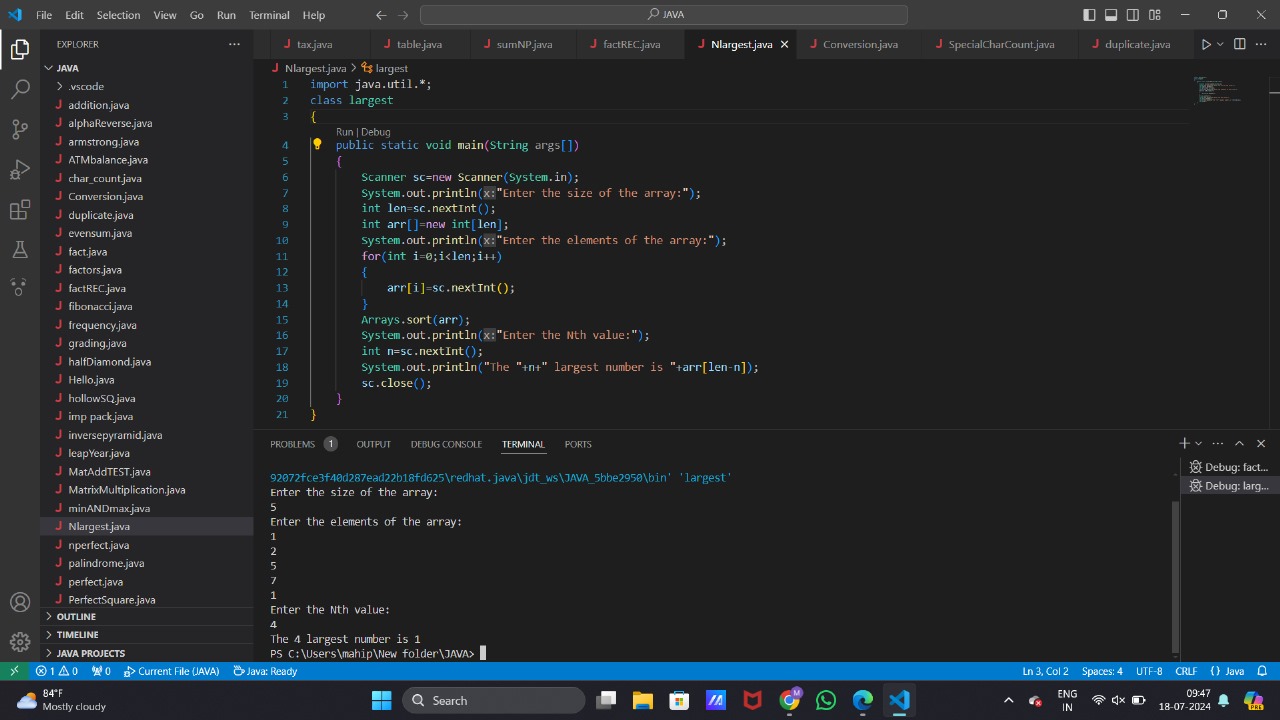 File Edit Selection View Go Run Terminal Help
JAVA
EXPLORER
tax.java table.java sumNP.java factREC.java Nlargest.java Conversion.java SpecialCharCount.java duplicate.java
JAVA
.vscode
addition.java
alphaReverse.java
armstrong.java
ATMbalance.java
char_count.java
Conversion.java
duplicate.java
evensum.java
fact.java
factors.java
factREC.java
fibonacci.java
frequency.java
grading.java
halfDiamond.java
Hello.java
hollowSQ.java
imp pack.java
inversepyramid.java
leapYear.java
MatAddTEST.java
MatrixMultiplication.java
minANDmax.java
Nlargest.java
nperfect.java
palindrome.java
perfect.java
PerfectSquare.java
OUTLINE
TIMELINE
JAVA PROJECTS
Nlargest.java > largest
1 import java.util.*;
2 class largest
3 {
Run | Debug
4 public static void main(String args[])
5 {
6 Scanner sc=new Scanner(System.in);
7 System.out.println(x:"Enter the size of the array:");
8 int len=sc.nextInt();
9 int arr[]=new int[len];
10 System.out.println(x:"Enter the elements of the array:");
11 for(int i=0;i<len;i++)
12 {
13 arr[i]=sc.nextInt();
14 }
15 Arrays.sort(arr);
16 System.out.println(x:"Enter the Nth value:");
17 int n=sc.nextInt();
18 System.out.println("The "+n+" largest number is "+arr[len-n]);
19 sc.close();
20 }
21 }
PROBLEMS 1 OUTPUT DEBUG CONSOLE TERMINAL PORTS
92072fce3f40d287ead22b18fd625\redhat.java\jdt_ws\JAVA_5bbe2950\bin' 'largest'
Enter the size of the array:
5
Enter the elements of the array:
1
2
5
7
1
Enter the Nth value:
4
The 4 largest number is 1
PS C:\Users\mahip\New folder\JAVA>
Debug: fact...
Debug: larg...
1 0 0 Current File (JAVA) Java: Ready
Ln 3, Col 2 Spaces: 4 UTF-8 CRLF {} Java
84°F
Mostly cloudy
Search
M
ENG
IN
09:47
18-07-2024
PRE